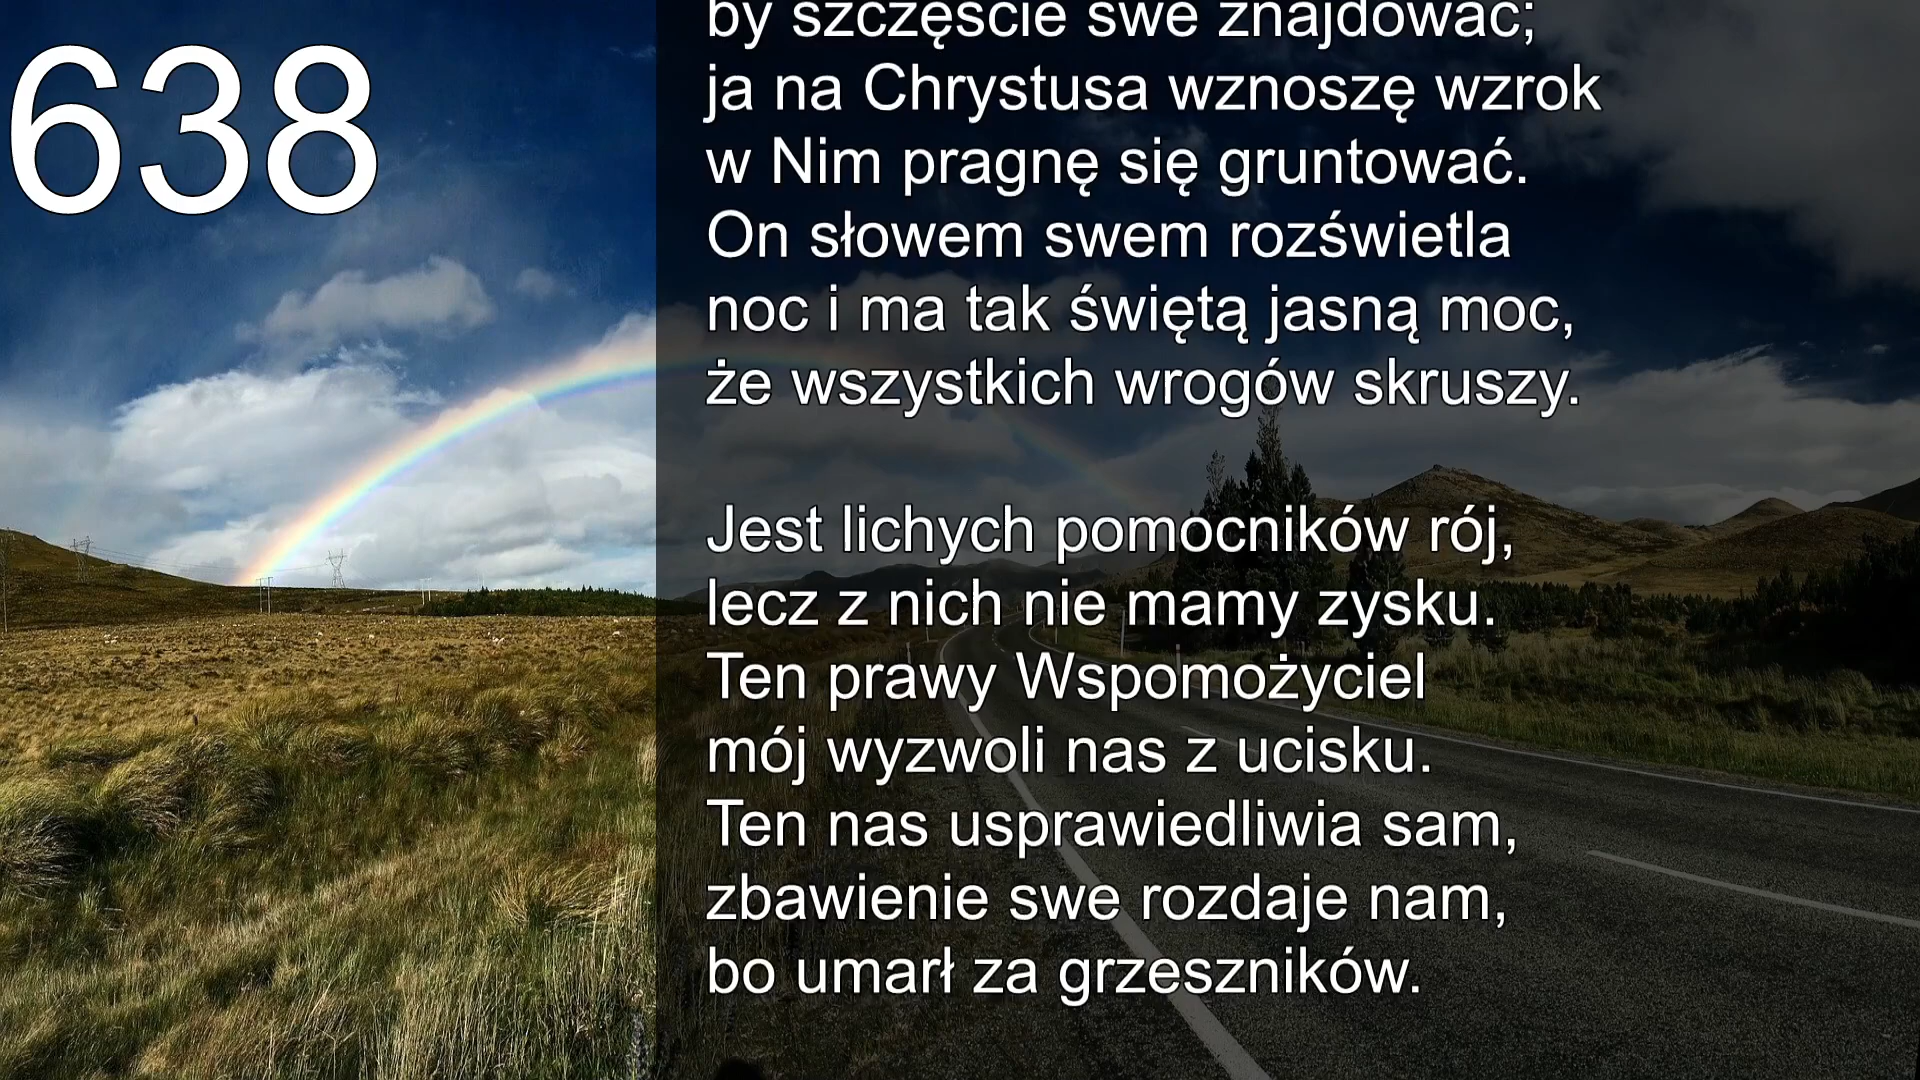 638
by szczęście swe znajdować;
ja na Chrystusa wznoszę wzrok
w Nim pragnę się gruntować.
On słowem swem rozświetla
noc i ma tak świętą jasną moc,
że wszystkich wrogów skruszy.
Jest lichych pomocników rój,
lecz z nich nie mamy zysku.
Ten prawy Wspomożyciel
mój wyzwoli nas z ucisku.
Ten nas usprawiedliwia sam,
zbawienie swe rozdaje nam,
bo umarł za grzeszników.